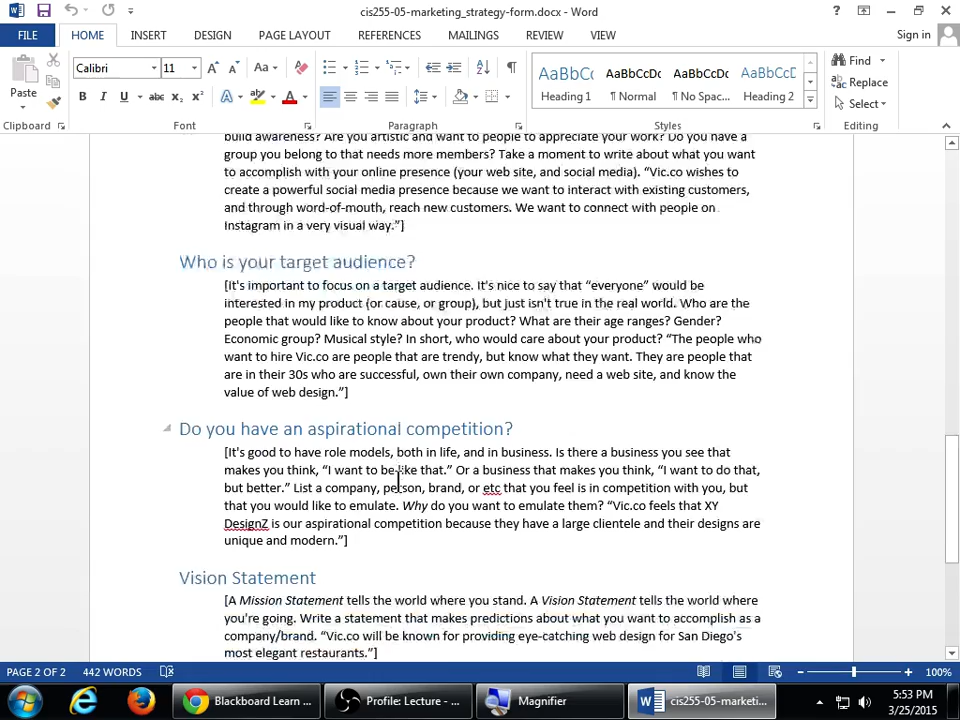 cis255-05-marketing_strategy-form.docx - Word
FILE HOME INSERT DESIGN PAGE LAYOUT REFERENCES MAILINGS REVIEW VIEW Sign in
Paste
Calibri 11 Aa
B I U abc X₂ X² A A
AaBbCc AaBbCcDc AaBbCcDc AaBbCcD
Heading 1 ¶ Normal ¶ No Spac... Heading 2
Find
Replace
Select
Clipboard Font Paragraph Styles Editing
build awareness? Are you artistic and want to people to appreciate your work? Do you have a
group you belong to that needs more members? Take a moment to write about what you want
to accomplish with your online presence (your web site, and social media). “Vic.co wishes to
create a powerful social media presence because we want to interact with existing customers,
and through word-of-mouth, reach new customers. We want to connect with people on
Instagram in a very visual way.”]
Who is your target audience?
[It's important to focus on a target audience. It's nice to say that “everyone” would be
interested in my product (or cause, or group), but just isn't true in the real world. Who are the
people that would like to know about your product? What are their age ranges? Gender?
Economic group? Musical style? In short, who would care about your product? “The people who
want to hire Vic.co are people that are trendy, but know what they want. They are people that
are in their 30s who are successful, own their own company, need a web site, and know the
value of web design.”]
Do you have an aspirational competition?
[It's good to have role models, both in life, and in business. Is there a business you see that
makes you think, “I want to be like that.” Or a business that makes you think, “I want to do that,
but better.” List a company, person, brand, or etc that you feel is in competition with you, but
that you would like to emulate. Why do you want to emulate them? “Vic.co feels that XY
DesignZ is our aspirational competition because they have a large clientele and their designs are
unique and modern.”]
Vision Statement
[A Mission Statement tells the world where you stand. A Vision Statement tells the world where
you're going. Write a statement that makes predictions about what you want to accomplish as a
company/brand. “Vic.co will be known for providing eye-catching web design for San Diego's
most elegant restaurants.”]
PAGE 2 OF 2 442 WORDS 100%
Blackboard Learn ... Profile: Lecture - ... Magnifier cis255-05-marketi...
5:53 PM
3/25/2015